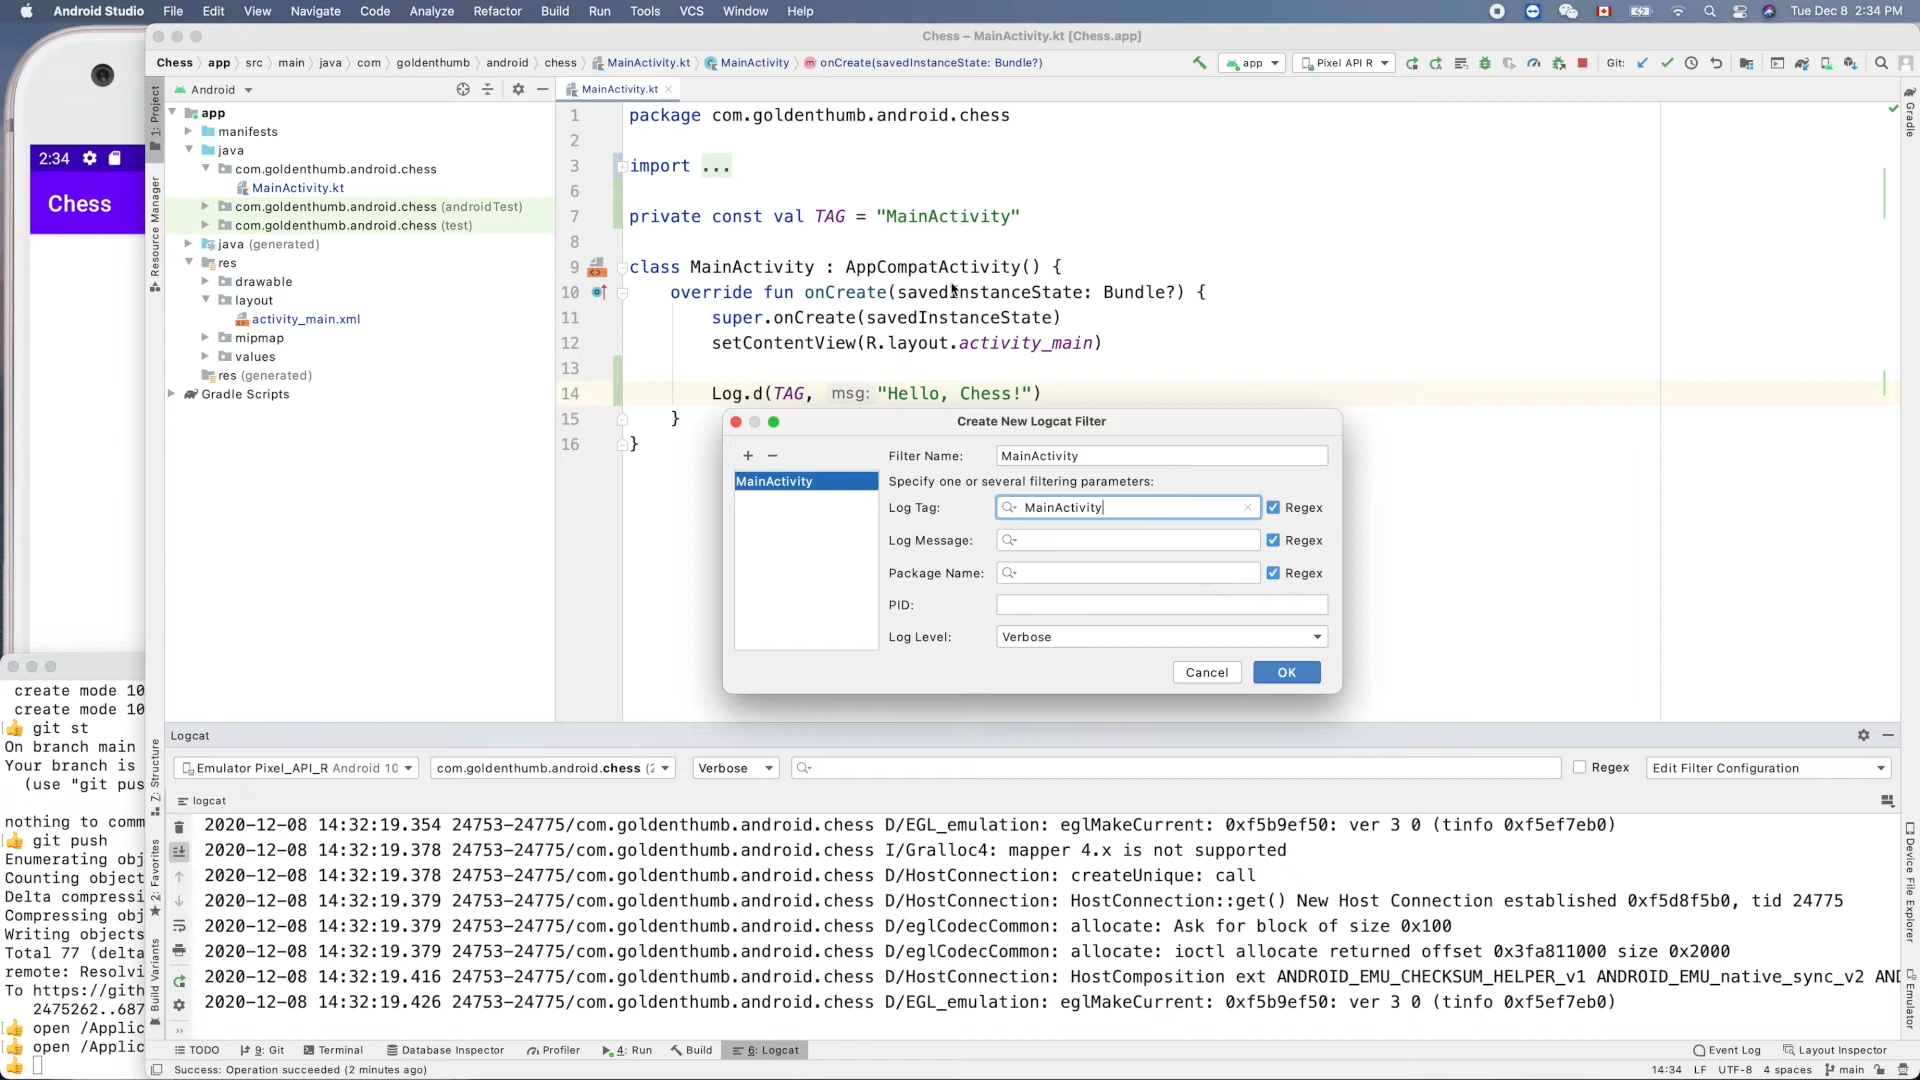 Android Studio File Edit View Navigate Code Analyze Refactor Build Run Tools VCS Window Help Tue Dec 8 2:34 PM
Chess – MainActivity.kt [Chess.app]
Chess app src main java com goldenthumb android chess MainActivity.kt MainActivity onCreate(savedInstanceState: Bundle?) app Pixel API R Git:
Android
MainActivity.kt
1: Project
Resource Manager
Z: Structure
2: Favorites
Build Variants
Gradle
Device File Explorer
Emulator
app
manifests
java
com.goldenthumb.android.chess
MainActivity.kt
com.goldenthumb.android.chess (androidTest)
com.goldenthumb.android.chess (test)
java (generated)
res
drawable
layout
activity_main.xml
mipmap
values
res (generated)
Gradle Scripts
2:34
Chess
1 package com.goldenthumb.android.chess
2
3 import ...
6
7 private const val TAG = "MainActivity"
8
9 class MainActivity : AppCompatActivity() {
10 override fun onCreate(savedInstanceState: Bundle?) {
11 super.onCreate(savedInstanceState)
12 setContentView(R.layout.activity_main)
13
14 Log.d(TAG, msg: "Hello, Chess!")
15 }
16 }
Create New Logcat Filter
+ −
MainActivity
Filter Name: MainActivity
Specify one or several filtering parameters:
Log Tag: MainActivity Regex
Log Message: Regex
Package Name: Regex
PID:
Log Level: Verbose
Cancel OK
create mode 10
create mode 10
git st
On branch main
Your branch is
(use "git pus
nothing to comm
git push
Enumerating obj
Counting object
Delta compressi
Compressing obj
Writing objects
Total 77 (delta
remote: Resolvi
To https://gith
2475262..687
open /Applic
open /Applic
Logcat
Emulator Pixel_API_R Android 10 com.goldenthumb.android.chess (2 Verbose Regex Edit Filter Configuration
logcat
2020-12-08 14:32:19.354 24753-24775/com.goldenthumb.android.chess D/EGL_emulation: eglMakeCurrent: 0xf5b9ef50: ver 3 0 (tinfo 0xf5ef7eb0)
2020-12-08 14:32:19.378 24753-24775/com.goldenthumb.android.chess I/Gralloc4: mapper 4.x is not supported
2020-12-08 14:32:19.378 24753-24775/com.goldenthumb.android.chess D/HostConnection: createUnique: call
2020-12-08 14:32:19.379 24753-24775/com.goldenthumb.android.chess D/HostConnection: HostConnection::get() New Host Connection established 0xf5d8f5b0, tid 24775
2020-12-08 14:32:19.379 24753-24775/com.goldenthumb.android.chess D/eglCodecCommon: allocate: Ask for block of size 0x100
2020-12-08 14:32:19.379 24753-24775/com.goldenthumb.android.chess D/eglCodecCommon: allocate: ioctl allocate returned offset 0x3fa811000 size 0x2000
2020-12-08 14:32:19.416 24753-24775/com.goldenthumb.android.chess D/HostConnection: HostComposition ext ANDROID_EMU_CHECKSUM_HELPER_v1 ANDROID_EMU_native_sync_v2 AND
2020-12-08 14:32:19.426 24753-24775/com.goldenthumb.android.chess D/EGL_emulation: eglMakeCurrent: 0xf5b9ef50: ver 3 0 (tinfo 0xf5ef7eb0)
TODO 9: Git Terminal Database Inspector Profiler 4: Run Build 6: Logcat Event Log Layout Inspector
Success: Operation succeeded (2 minutes ago) 14:34 LF UTF-8 4 spaces main